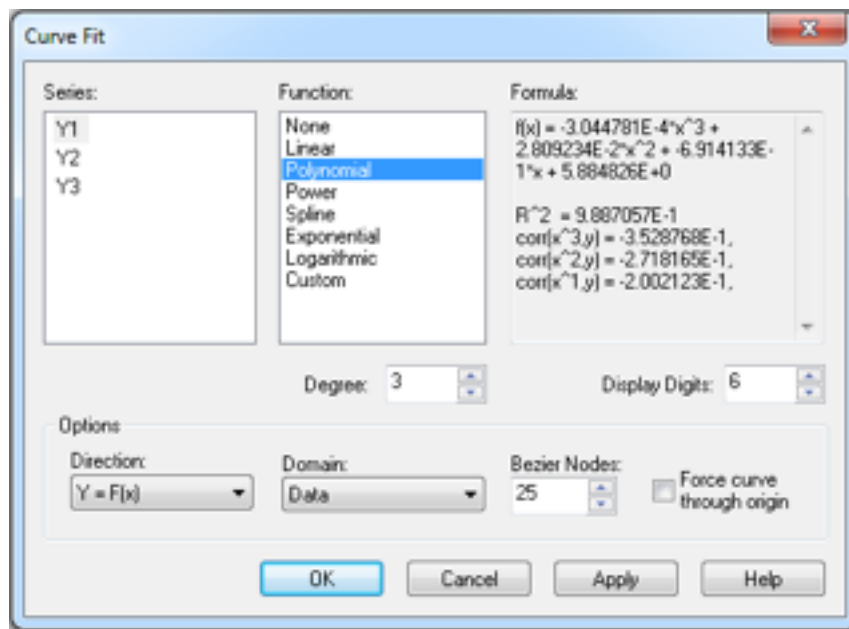 Curve Fit
Series:
Y1
Y2
Y3
Function:
None
Linear
Polynomial
Power
Spline
Exponential
Logarithmic
Custom
Formula:
f(x) = -3.044781E-4*x^3 +
2.809234E-2*x^2 + -6.914133E-
1*x + 5.884826E+0
R^2 = 9.887057E-1
corr(x^3,y) = -3.528768E-1,
corr(x^2,y) = -2.718165E-1,
corr(x^1,y) = -2.002123E-1,
Degree: 3
Display Digits: 6
Options
Direction:
Y = F(x)
Domain:
Data
Bezier Nodes:
25
Force curve
through origin
OK
Cancel
Apply
Help